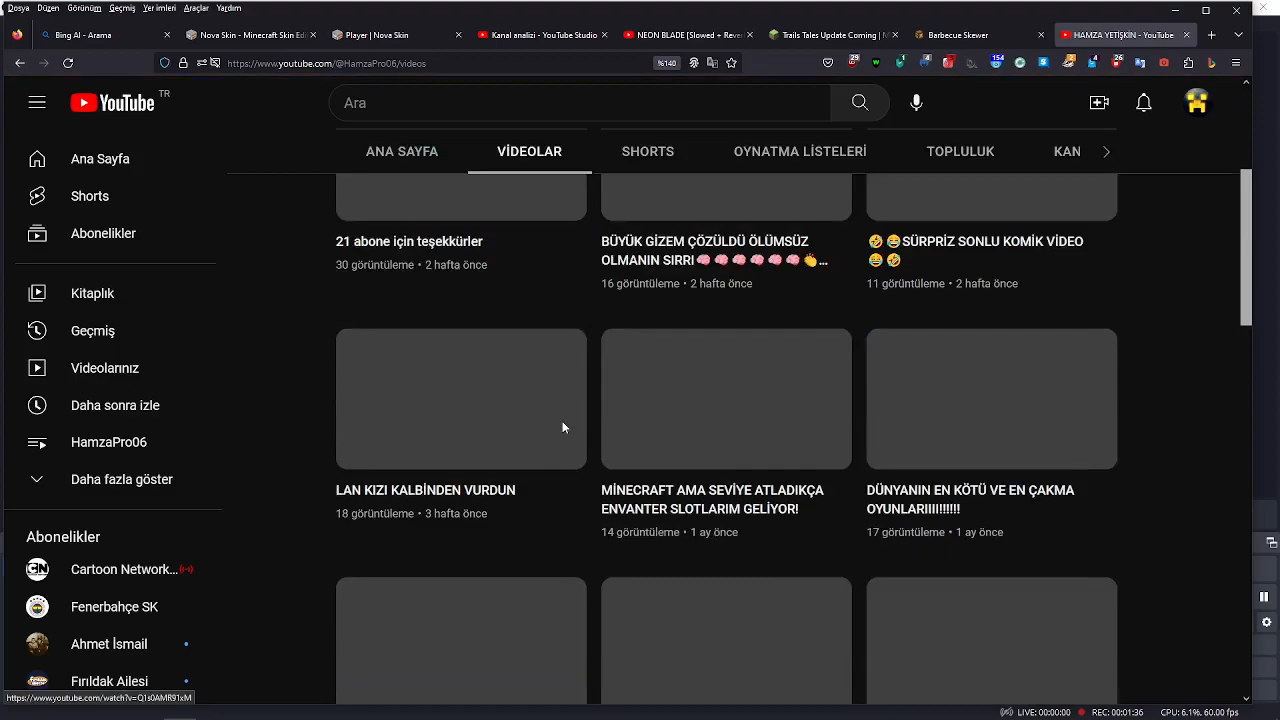 Dosya Düzen Görünüm Geçmiş Yer imleri Araçlar Yardım
Bing AI - Arama
Nova Skin - Minecraft Skin Edi
Player | Nova Skin
Kanal analizi - YouTube Studio
NEON BLADE [Slowed + Rever
Trails Tales Update Coming | M
Barbecue Skewer
HAMZA YETİŞKİN - YouTube
https://www.youtube.com/@HamzaPro06/videos
%140
YouTube TR
Ara
ANA SAYFA
VİDEOLAR
SHORTS
OYNATMA LİSTELERİ
TOPLULUK
KAN
Ana Sayfa
Shorts
Abonelikler
Kitaplık
Geçmiş
Videolarınız
Daha sonra izle
HamzaPro06
Daha fazla göster
Abonelikler
Cartoon Network...
Fenerbahçe SK
Ahmet İsmail
Fırıldak Ailesi
21 abone için teşekkürler
30 görüntüleme • 2 hafta önce
BÜYÜK GİZEM ÇÖZÜLDÜ ÖLÜMSÜZ
OLMANIN SIRRI🧠🧠🧠🧠🧠🧠👏...
16 görüntüleme • 2 hafta önce
🤣😂SÜRPRİZ SONLU KOMİK VİDEO
😂🤣
11 görüntüleme • 2 hafta önce
LAN KIZI KALBİNDEN VURDUN
18 görüntüleme • 3 hafta önce
MİNECRAFT AMA SEVİYE ATLADIKÇA
ENVANTER SLOTLARIM GELİYOR!
14 görüntüleme • 1 ay önce
DÜNYANIN EN KÖTÜ VE EN ÇAKMA
OYUNLARIIII!!!!!!
17 görüntüleme • 1 ay önce
https://www.youtube.com/watch?v=Q1s0AMR91xM
LIVE: 00:00:00
REC: 00:01:36
CPU: 6.1%, 60.00 fps